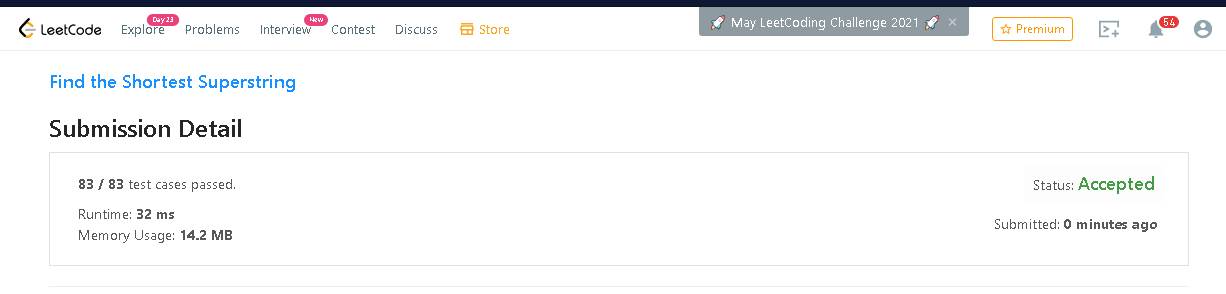 LeetCode Explore Day 23 Problems Interview New Contest Discuss Store 🚀 May LeetCoding Challenge 2021 🚀 × Premium 54
Find the Shortest Superstring
Submission Detail
83 / 83 test cases passed.
Status: Accepted
Runtime: 32 ms
Submitted: 0 minutes ago
Memory Usage: 14.2 MB